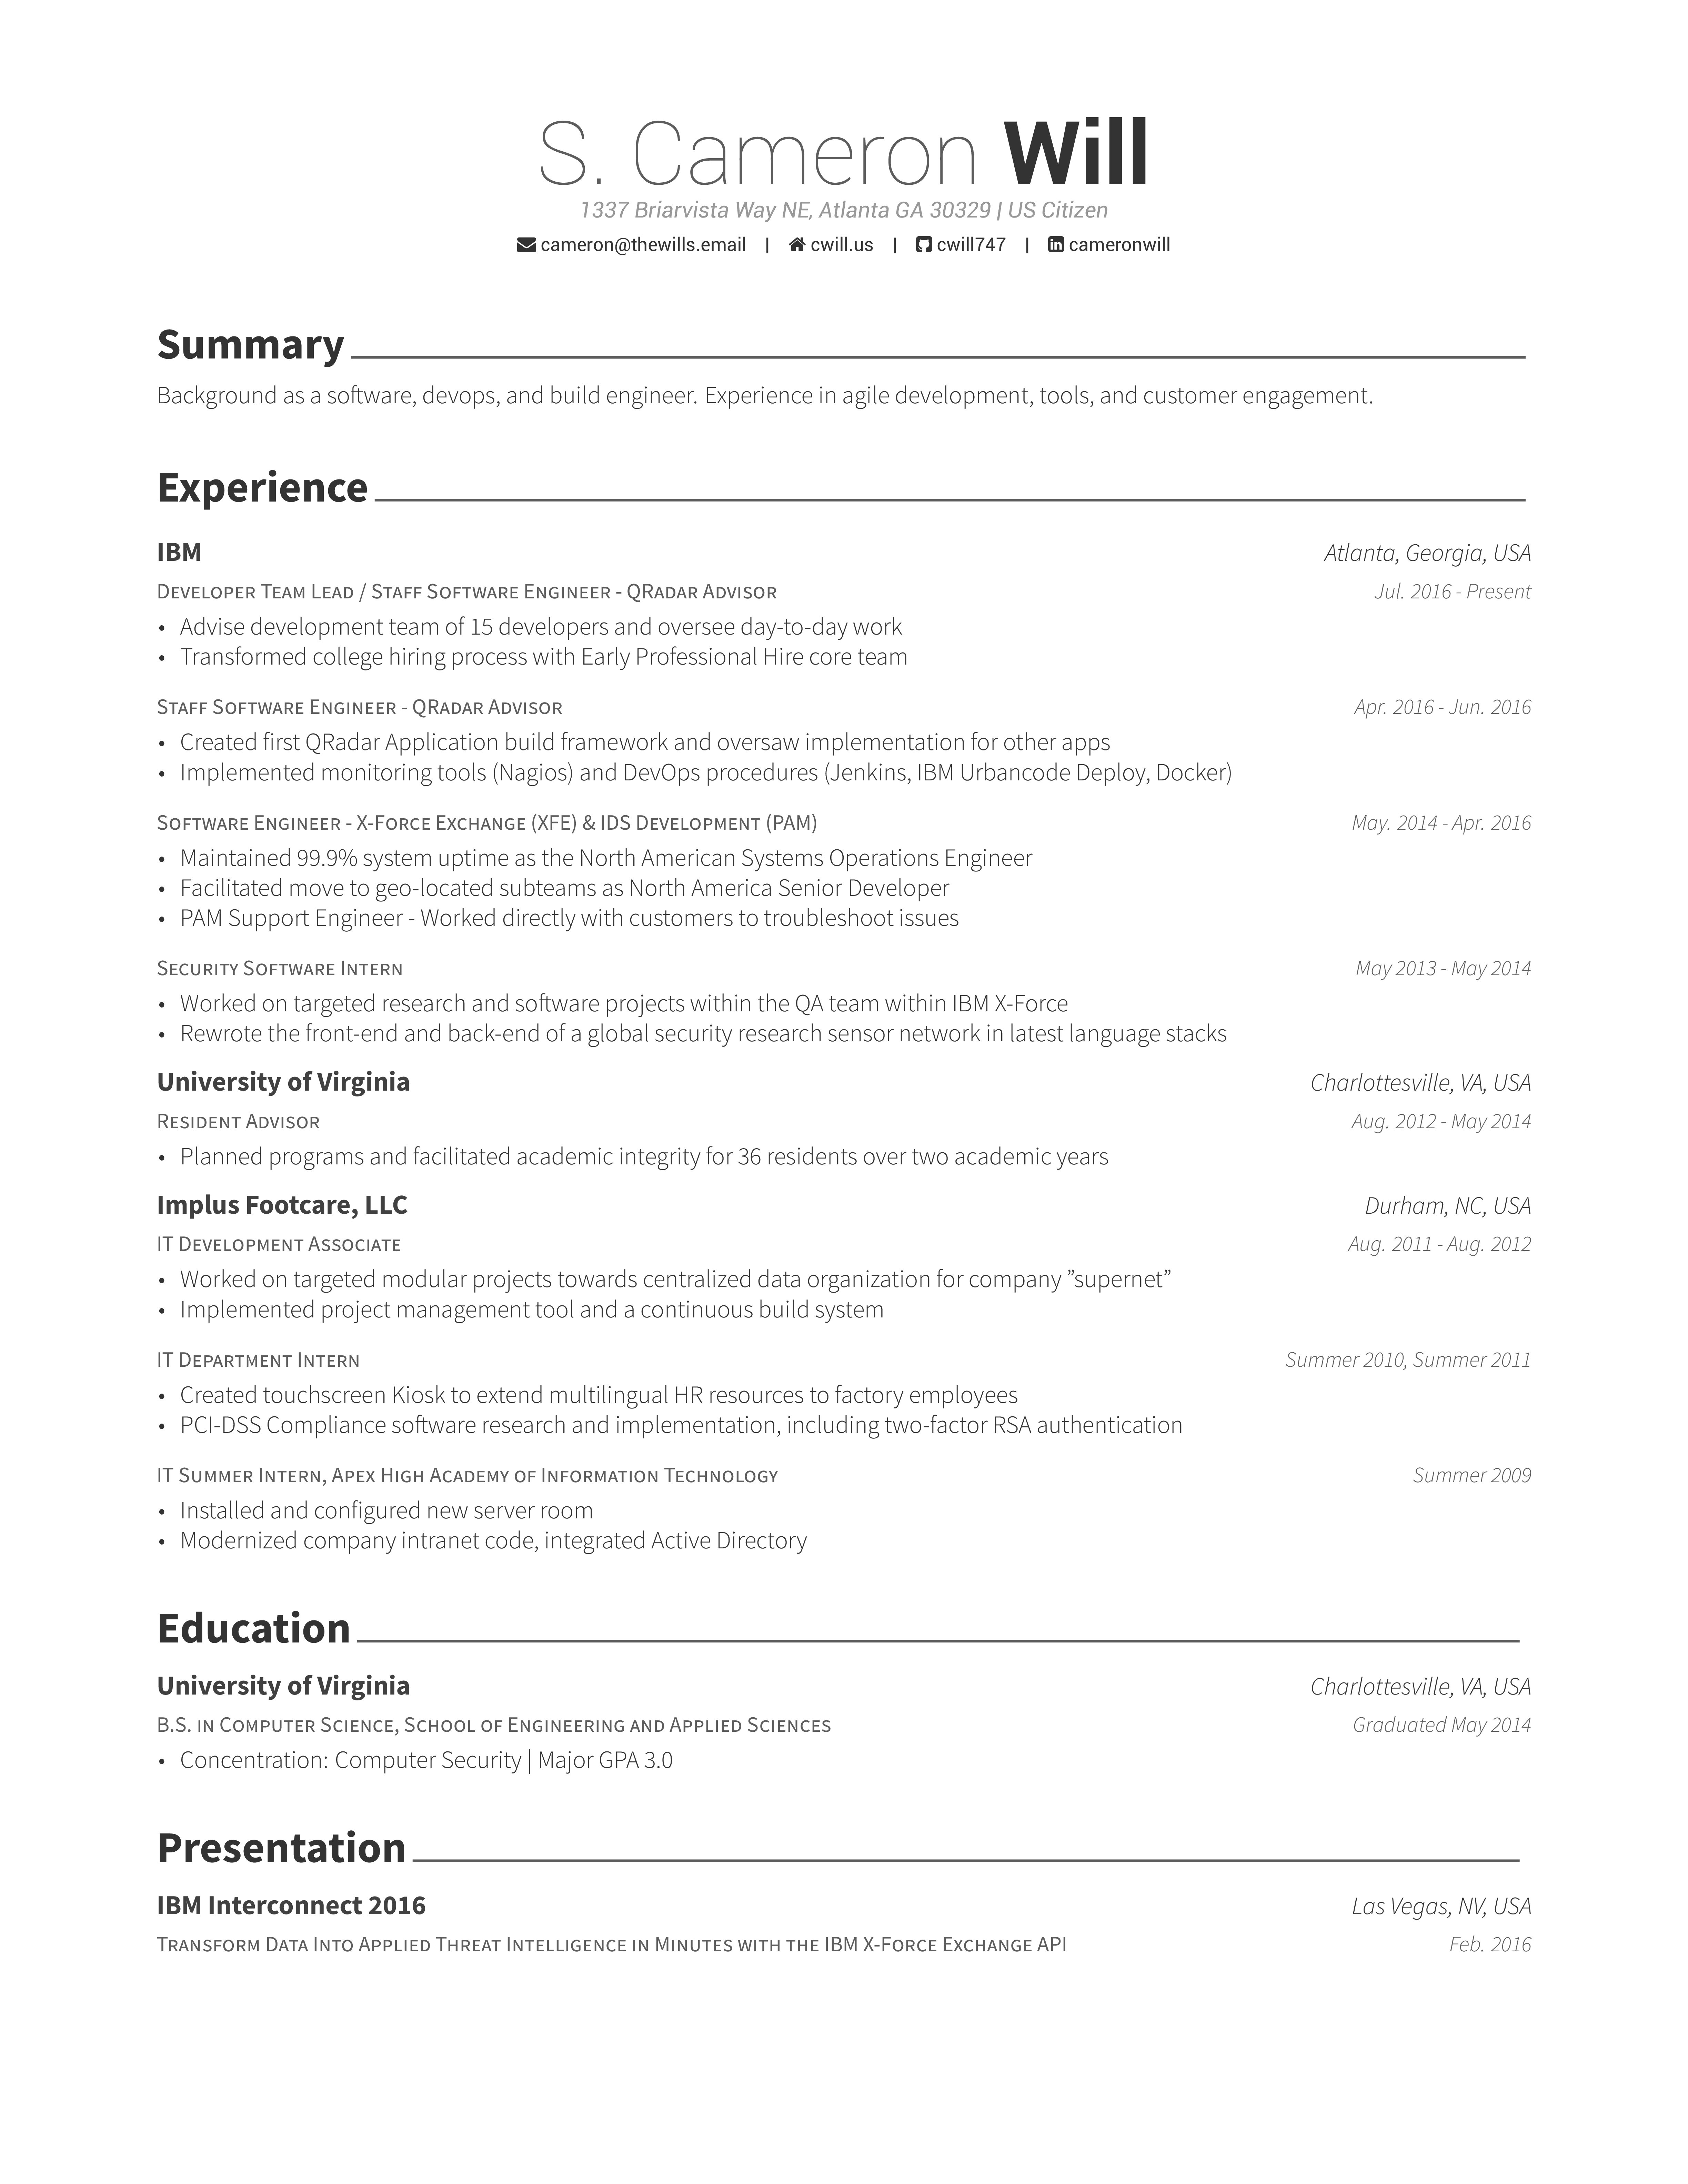 S. Cameron Will
1337 Briarvista Way NE, Atlanta GA 30329 | US Citizen
cameron@thewills.email | cwill.us | cwill747 | cameronwill
Summary
Background as a software, devops, and build engineer. Experience in agile development, tools, and customer engagement.
Experience
IBM Atlanta, Georgia, USA
Developer Team Lead / Staff Software Engineer - QRadar Advisor Jul. 2016 - Present
• Advise development team of 15 developers and oversee day-to-day work
• Transformed college hiring process with Early Professional Hire core team
Staff Software Engineer - QRadar Advisor Apr. 2016 - Jun. 2016
• Created first QRadar Application build framework and oversaw implementation for other apps
• Implemented monitoring tools (Nagios) and DevOps procedures (Jenkins, IBM Urbancode Deploy, Docker)
Software Engineer - X-Force Exchange (XFE) & IDS Development (PAM) May. 2014 - Apr. 2016
• Maintained 99.9% system uptime as the North American Systems Operations Engineer
• Facilitated move to geo-located subteams as North America Senior Developer
• PAM Support Engineer - Worked directly with customers to troubleshoot issues
Security Software Intern May 2013 - May 2014
• Worked on targeted research and software projects within the QA team within IBM X-Force
• Rewrote the front-end and back-end of a global security research sensor network in latest language stacks
University of Virginia Charlottesville, VA, USA
Resident Advisor Aug. 2012 - May 2014
• Planned programs and facilitated academic integrity for 36 residents over two academic years
Implus Footcare, LLC Durham, NC, USA
IT Development Associate Aug. 2011 - Aug. 2012
• Worked on targeted modular projects towards centralized data organization for company ”supernet”
• Implemented project management tool and a continuous build system
IT Department Intern Summer 2010, Summer 2011
• Created touchscreen Kiosk to extend multilingual HR resources to factory employees
• PCI-DSS Compliance software research and implementation, including two-factor RSA authentication
IT Summer Intern, Apex High Academy of Information Technology Summer 2009
• Installed and configured new server room
• Modernized company intranet code, integrated Active Directory
Education
University of Virginia Charlottesville, VA, USA
B.S. in Computer Science, School of Engineering and Applied Sciences Graduated May 2014
• Concentration: Computer Security | Major GPA 3.0
Presentation
IBM Interconnect 2016 Las Vegas, NV, USA
Transform Data Into Applied Threat Intelligence in Minutes with the IBM X-Force Exchange API Feb. 2016